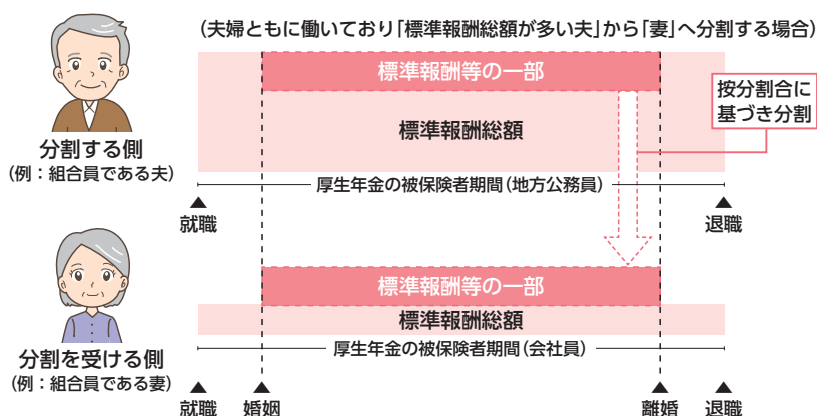 (夫婦ともに働いており「標準報酬総額が多い夫」から「妻」へ分割する場合)
標準報酬等の一部
按分割合に
基づき分割
標準報酬総額
分割する側
(例:組合員である夫)
厚生年金の被保険者期間(地方公務員)
就職
退職
標準報酬等の一部
標準報酬総額
厚生年金の被保険者期間(会社員)
分割を受ける側
(例:組合員である妻)
就職 婚姻 離婚 退職